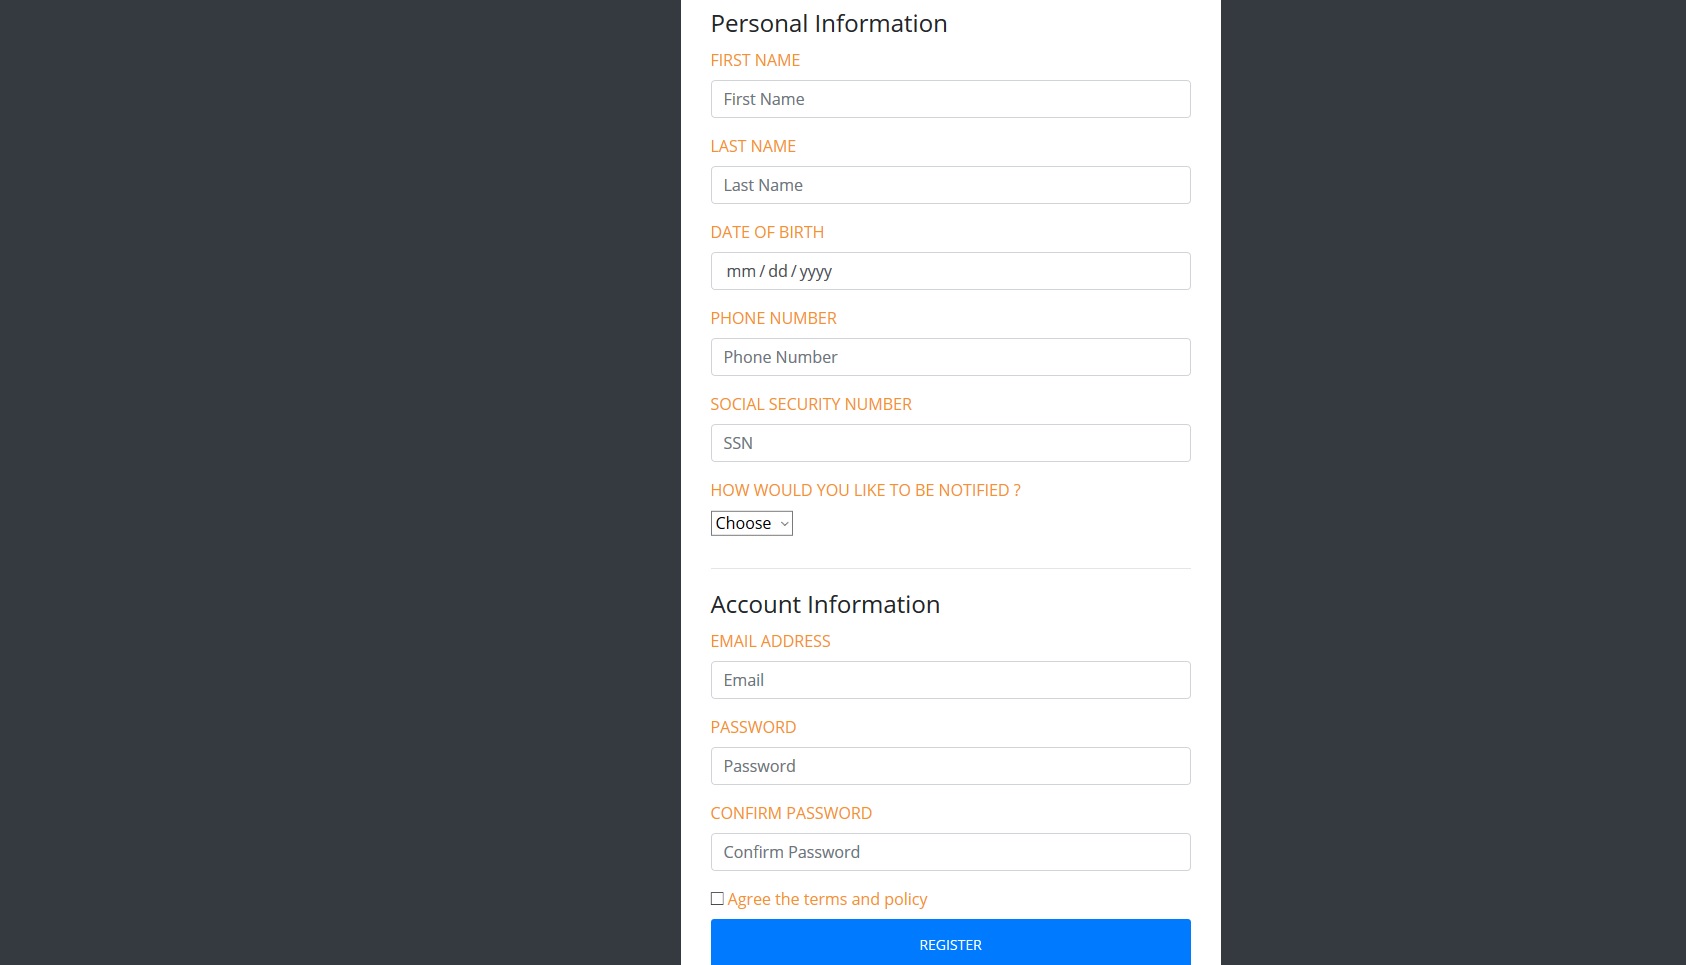 Personal Information
FIRST NAME
First Name
LAST NAME
Last Name
DATE OF BIRTH
mm / dd / yyyy
PHONE NUMBER
Phone Number
SOCIAL SECURITY NUMBER
SSN
HOW WOULD YOU LIKE TO BE NOTIFIED ?
Choose
Account Information
EMAIL ADDRESS
Email
PASSWORD
Password
CONFIRM PASSWORD
Confirm Password
Agree the terms and policy
REGISTER